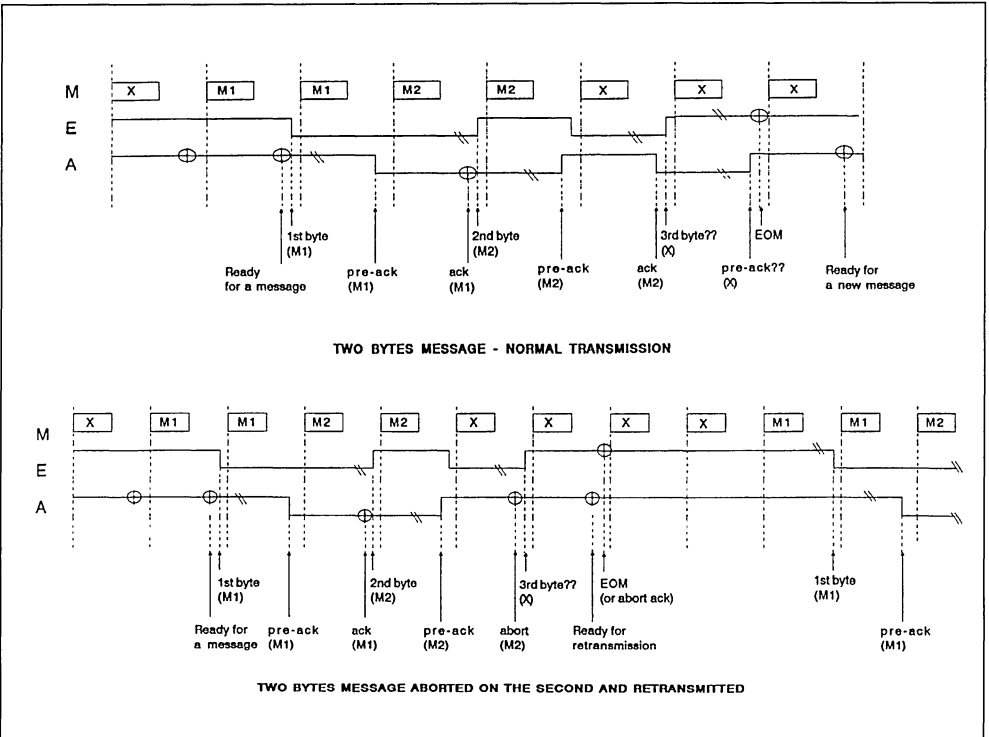 M X M1 M1 M2 M2 X X X
E
A
1st byte
(M1)
2nd byte
(M2)
3rd byte??
(X)
EOM
Ready
for a message
pre-ack
(M1)
ack
(M1)
pre-ack
(M2)
ack
(M2)
pre-ack??
(X)
Ready for
a new message
TWO BYTES MESSAGE - NORMAL TRANSMISSION
X M1 M1 M2 M2 X X X X M1 M1 M2
M
E
A
1st byte
(M1)
2nd byte
(M2)
3rd byte??
(X)
EOM
(or abort ack)
1st byte
(M1)
Ready for
a message
pre-ack
(M1)
ack
(M1)
pre-ack
(M2)
abort
(M2)
Ready for
retransmission
pre-ack
(M1)
TWO BYTES MESSAGE ABORTED ON THE SECOND AND RETRANSMITTED